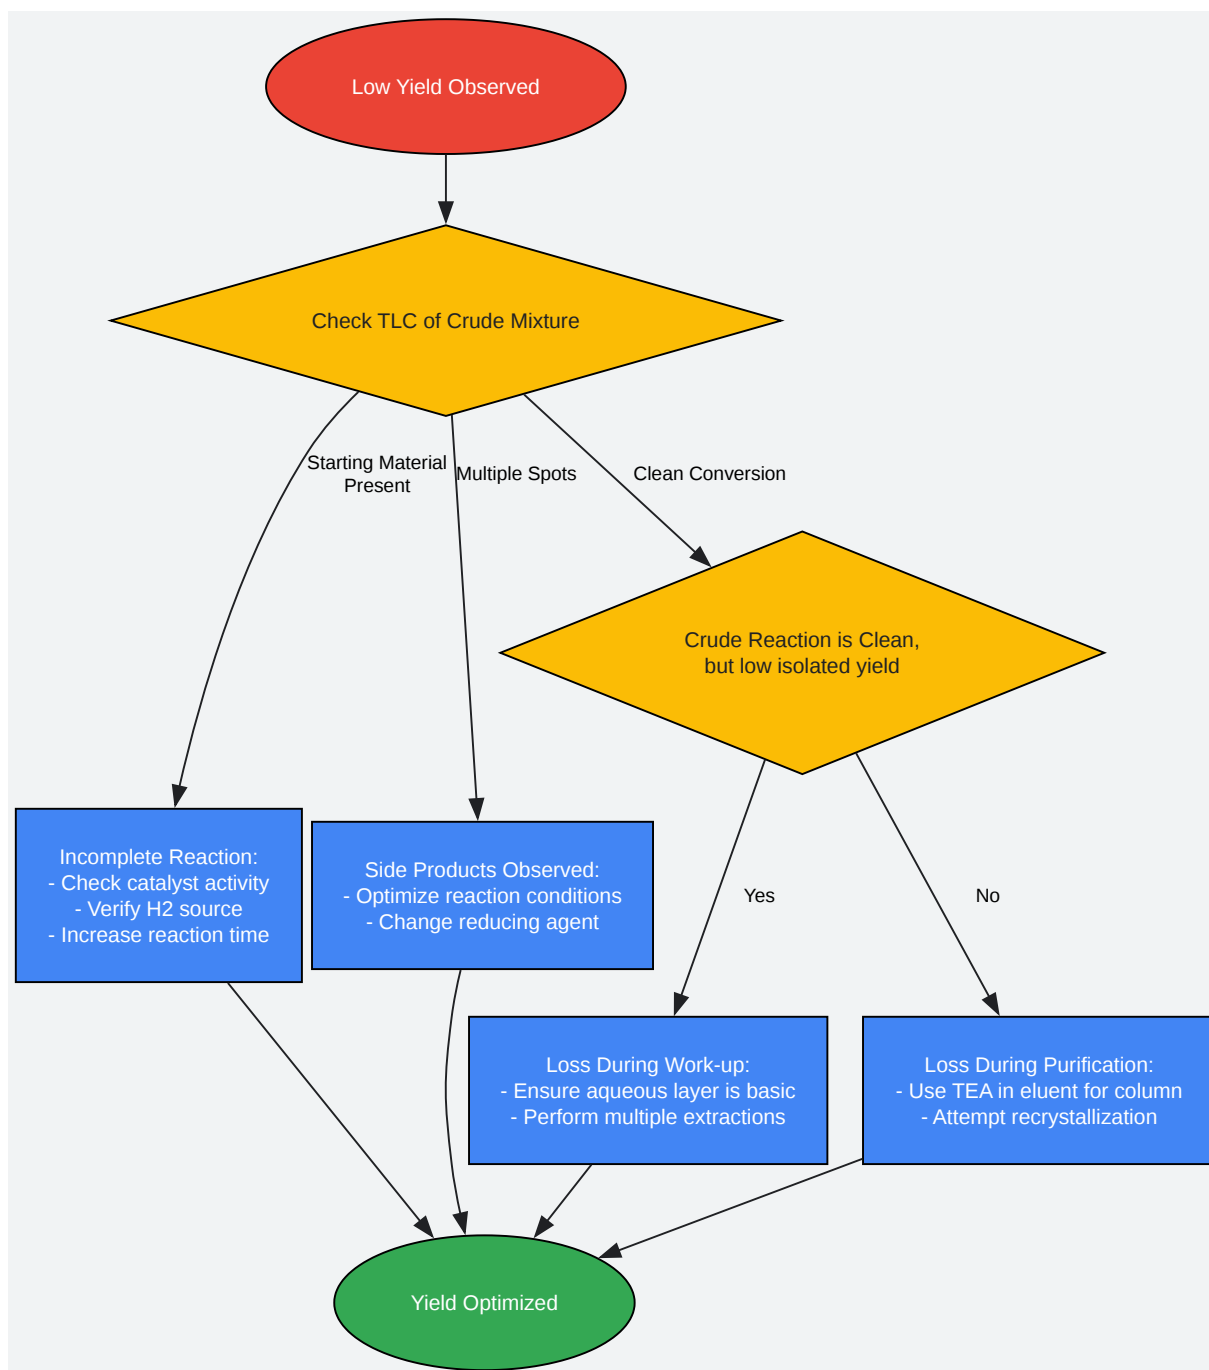 Low Yield Observed
Check TLC of Crude Mixture
Starting Material
Present
Multiple Spots
Clean Conversion
Crude Reaction is Clean,
but low isolated yield
Incomplete Reaction:
- Check catalyst activity
- Verify H2 source
- Increase reaction time
Side Products Observed:
- Optimize reaction conditions
- Change reducing agent
Yes
No
Loss During Work-up:
- Ensure aqueous layer is basic
- Perform multiple extractions
Loss During Purification:
- Use TEA in eluent for column
- Attempt recrystallization
Yield Optimized